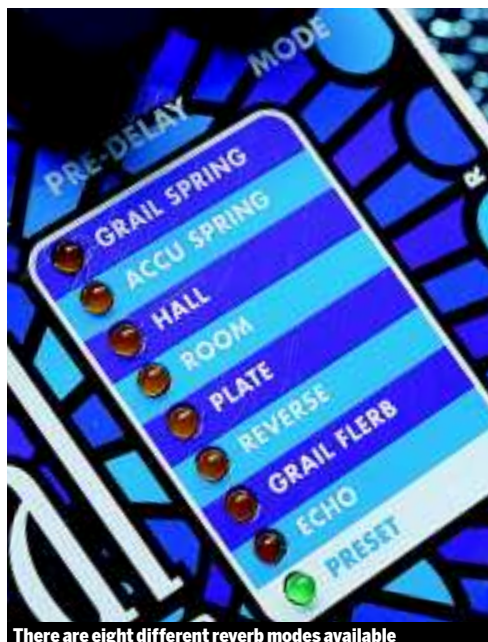 MODE
PRE-DELAY
GRAIL SPRING
ACCU SPRING
HALL
ROOM
PLATE
REVERSE
GRAIL FLERB
ECHO
PRESET
R
There are eight different reverb modes available